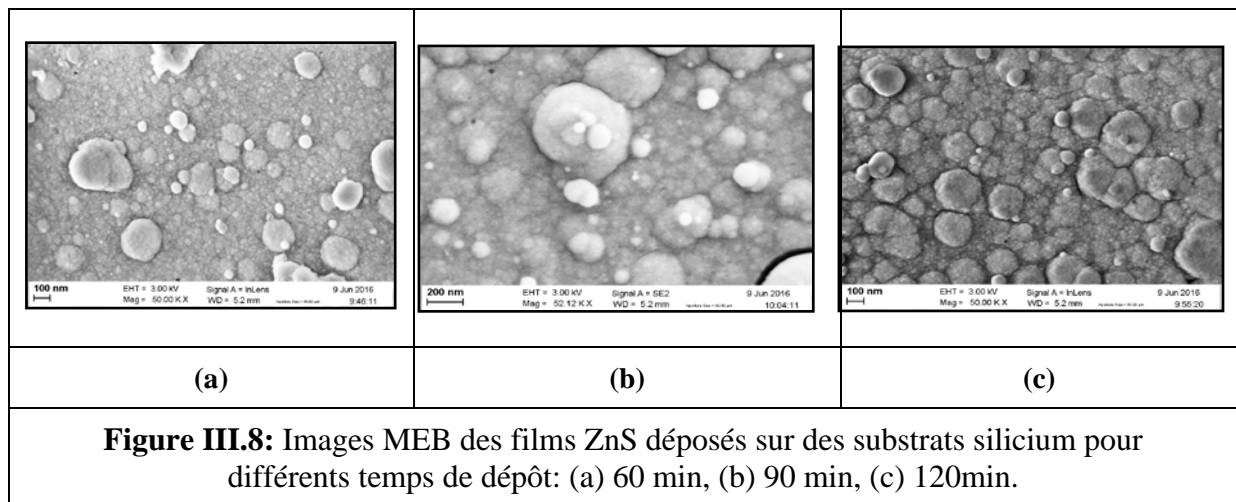 100 nm
EHT = 3.00 kV Signal A = InLens 9 Jun 2016
Mag = 50.00 K X WD = 5.2 mm 9:46:11
200 nm
EHT = 3.00 kV Signal A = SE2 9 Jun 2016
Mag = 52.12 K X WD = 5.2 mm 10:04:11
100 nm
EHT = 3.00 kV Signal A = InLens 9 Jun 2016
Mag = 50.00 K X WD = 5.2 mm 9:55:20
(a) (b) (c)
Figure III.8: Images MEB des films ZnS déposés sur des substrats silicium pour
différents temps de dépôt: (a) 60 min, (b) 90 min, (c) 120min.